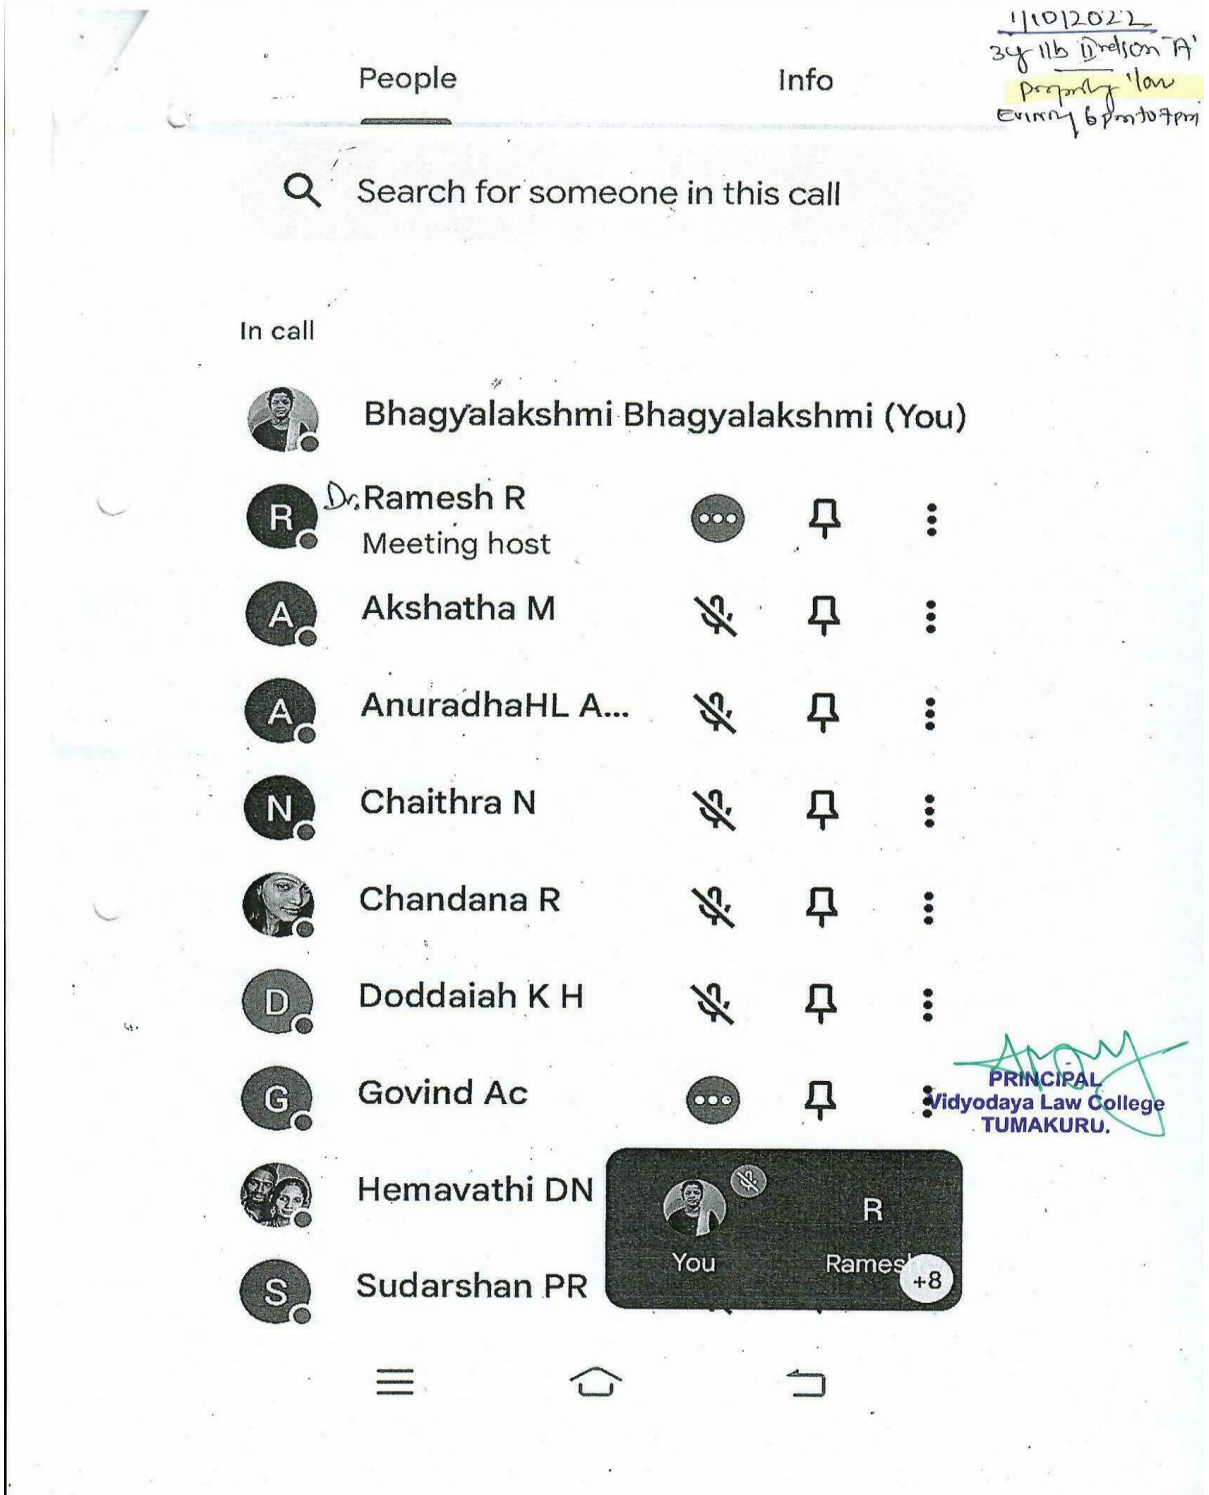 1/10/2022
3y llb II "A"
Property law
Evening 6pm to 7pm
People
Info
Search for someone in this call
In call
Bhagyalakshmi Bhagyalakshmi (You)
Dr. Ramesh R
Meeting host
A
Akshatha M
A
AnuradhaHL A...
N
Chaithra N
Chandana R
D
Doddaiah K H
G
Govind Ac
PRINCIPAL
Vidyodaya Law College
TUMAKURU.
Hemavathi DN
R
You
Ramesh
+8
S
Sudarshan PR